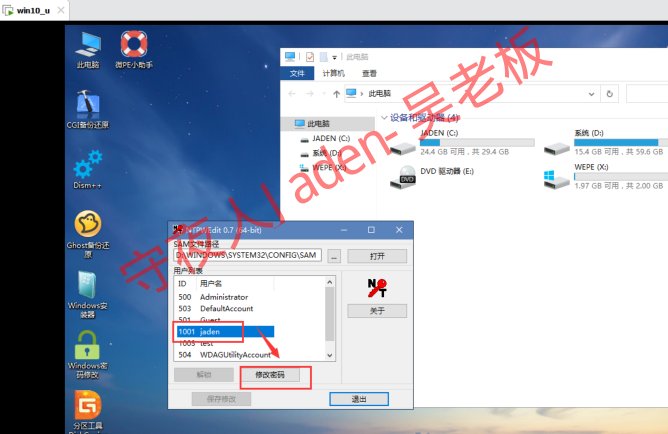 win10_u
此电脑
微PE小助手
CGI备份还原
Dism++
Ghost备份还
原
Windows安
装器
Windows密
码修改
分区工具
此电脑
文件
计算机
查看
此电脑
此电脑
JADEN (C:)
系统 (D:)
WEPE (X:)
设备和驱动器 (4)
JADEN (C:)
24.4 GB 可用，共 29.4 GB
系统 (D:)
15.4 GB 可用，共 59.6 GB
DVD 驱动器 (E:)
DVD
WEPE (X:)
1.97 GB 可用，共 2.00 GB
NTPWEdit 0.7 (64-bit)
SAM文件路径
D:\WINDOWS\SYSTEM32\CONFIG\SAM
...
打开
用户列表
ID 用户名
500 Administrator
503 DefaultAccount
501 Guest
1001 jaden
1003 test
504 WDAGUtilityAccount
关于
解锁
修改密码
保存修改
退出
守夜人Jaden-吴老板